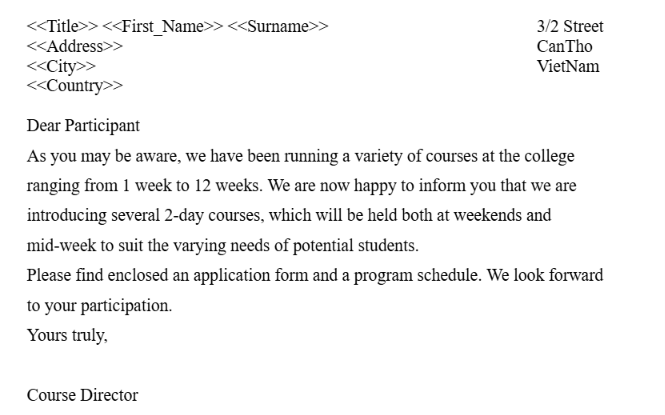 <<Title>> <<First_Name>> <<Surname>> 3/2 Street
<<Address>> CanTho
<<City>> VietNam
<<Country>>
Dear Participant
As you may be aware, we have been running a variety of courses at the college
ranging from 1 week to 12 weeks. We are now happy to inform you that we are
introducing several 2-day courses, which will be held both at weekends and
mid-week to suit the varying needs of potential students.
Please find enclosed an application form and a program schedule. We look forward
to your participation.
Yours truly,
Course Director